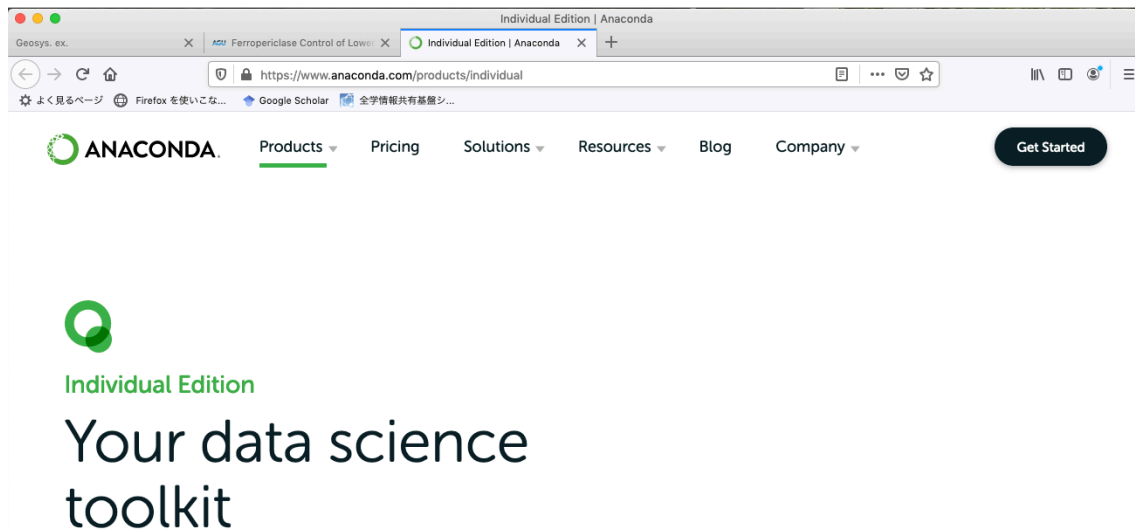 Individual Edition | Anaconda
Geosys. ex.
AGU Ferropericlase Control of Lower
Individual Edition | Anaconda
https://www.anaconda.com/products/individual
よく見るページ Firefox を使いこな... Google Scholar 全学情報共有基盤シ...
ANACONDA. Products Pricing Solutions Resources Blog Company Get Started
Individual Edition
Your data science
toolkit